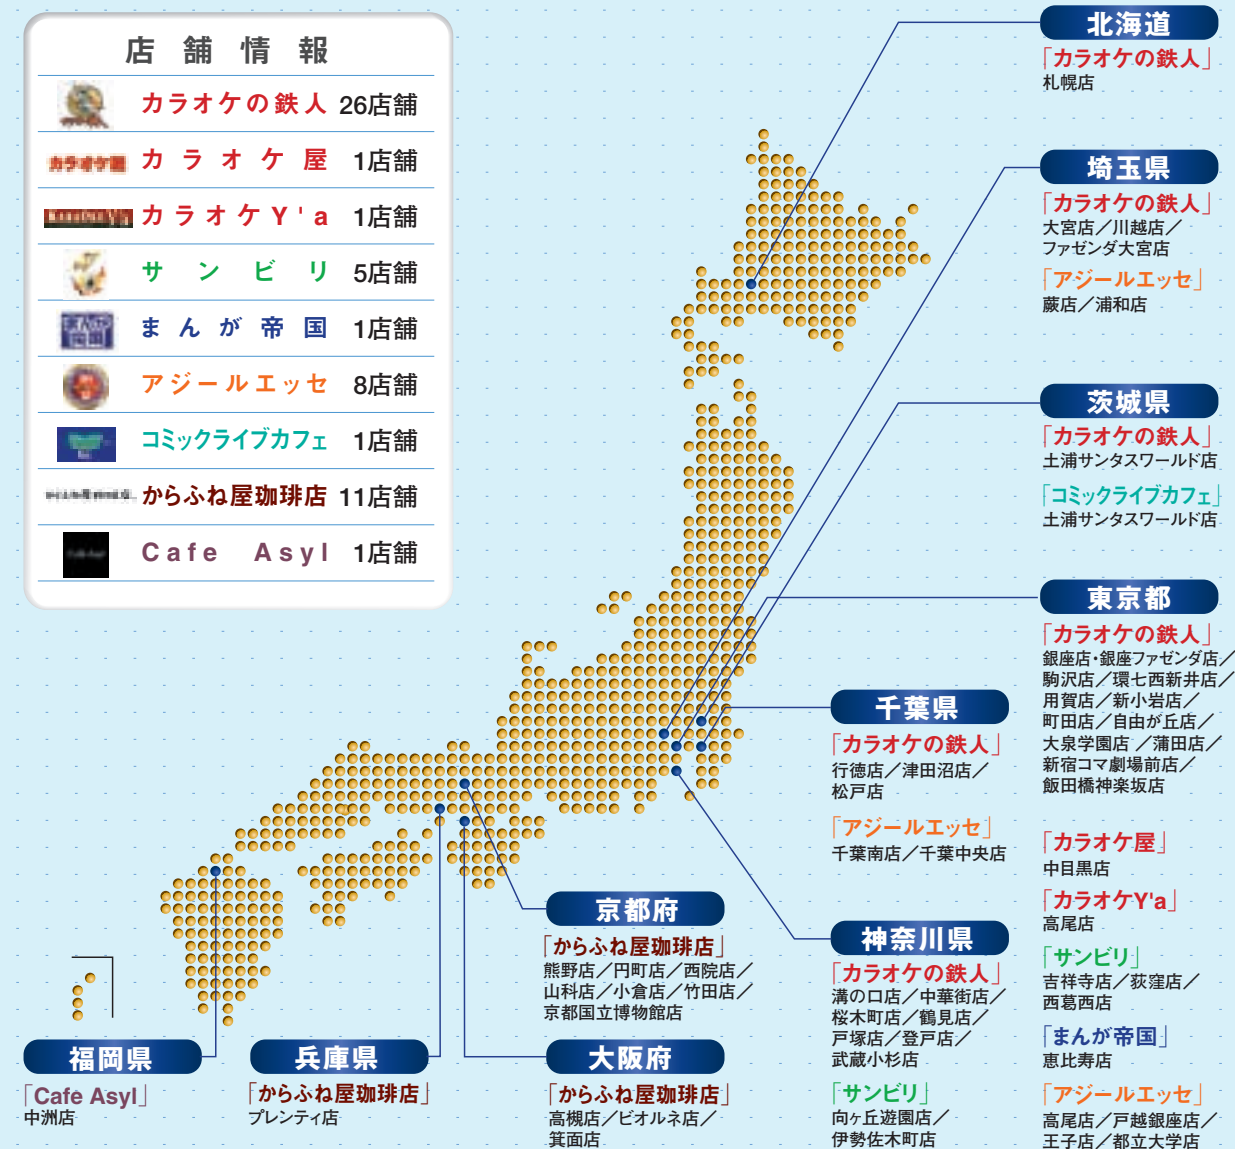 店舗情報
カラオケの鉄人 26店舗
カラオケ屋 1店舗
カラオケY'a 1店舗
サンビリ 5店舗
まんが帝国 1店舗
アジールエッセ 8店舗
コミックライブカフェ 1店舗
からふね屋珈琲店 11店舗
Cafe Asyl 1店舗
北海道
「カラオケの鉄人」
札幌店
埼玉県
「カラオケの鉄人」
大宮店／川越店／
ファゼンダ大宮店
「アジールエッセ」
蕨店／浦和店
茨城県
「カラオケの鉄人」
土浦サンタスワールド店
「コミックライブカフェ」
土浦サンタスワールド店
東京都
「カラオケの鉄人」
銀座店・銀座ファゼンダ店／
駒沢店／環七西新井店／
用賀店／新小岩店／
町田店／自由が丘店／
大泉学園店／蒲田店／
新宿コマ劇場前店／
飯田橋神楽坂店
「カラオケ屋」
中目黒店
「カラオケY'a」
高尾店
「サンビリ」
吉祥寺店／荻窪店／
西葛西店
「まんが帝国」
恵比寿店
「アジールエッセ」
高尾店／戸越銀座店／
王子店／都立大学店
千葉県
「カラオケの鉄人」
行徳店／津田沼店／
松戸店
「アジールエッセ」
千葉南店／千葉中央店
神奈川県
「カラオケの鉄人」
溝の口店／中華街店／
桜木町店／鶴見店／
戸塚店／登戸店／
武蔵小杉店
「サンビリ」
向ヶ丘遊園店／
伊勢佐木町店
京都府
「からふね屋珈琲店」
熊野店／円町店／西院店／
山科店／小倉店／竹田店／
京都国立博物館店
大阪府
「からふね屋珈琲店」
高槻店／ビオルネ店／
箕面店
兵庫県
「からふね屋珈琲店」
プレンティ店
福岡県
「Cafe Asyl」
中洲店